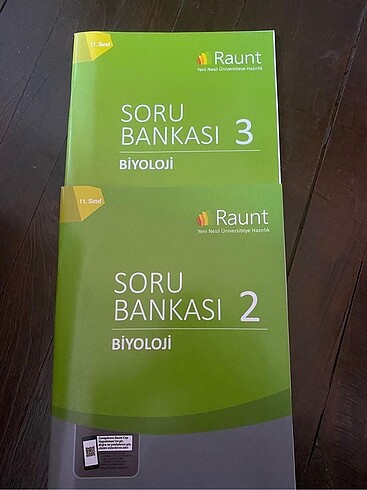 11. Sınıf
Raunt
Yeni Nesil Üniversiteye Hazırlık
SORU
BANKASI 3
BİYOLOJİ
11. Sınıf
Raunt
Yeni Nesil Üniversiteye Hazırlık
SORU
BANKASI 2
BİYOLOJİ